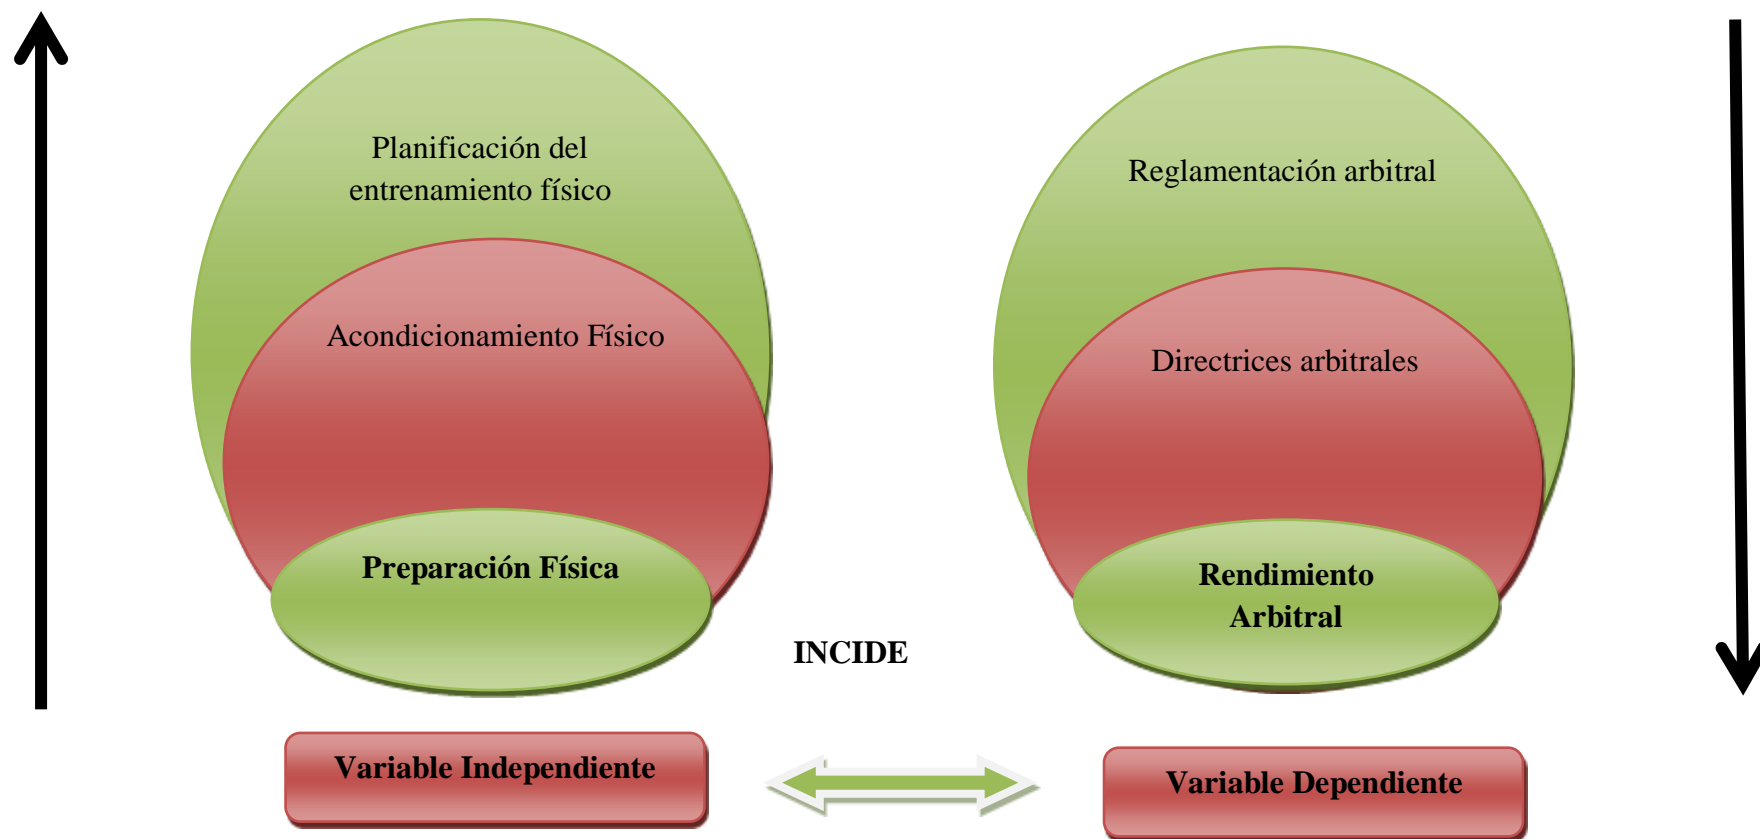 Planificación del
entrenamiento físico
Acondicionamiento Físico
Preparación Física
Variable Independiente
INCIDE
Reglamentación arbitral
Directrices arbitrales
Rendimiento
Arbitral
Variable Dependiente